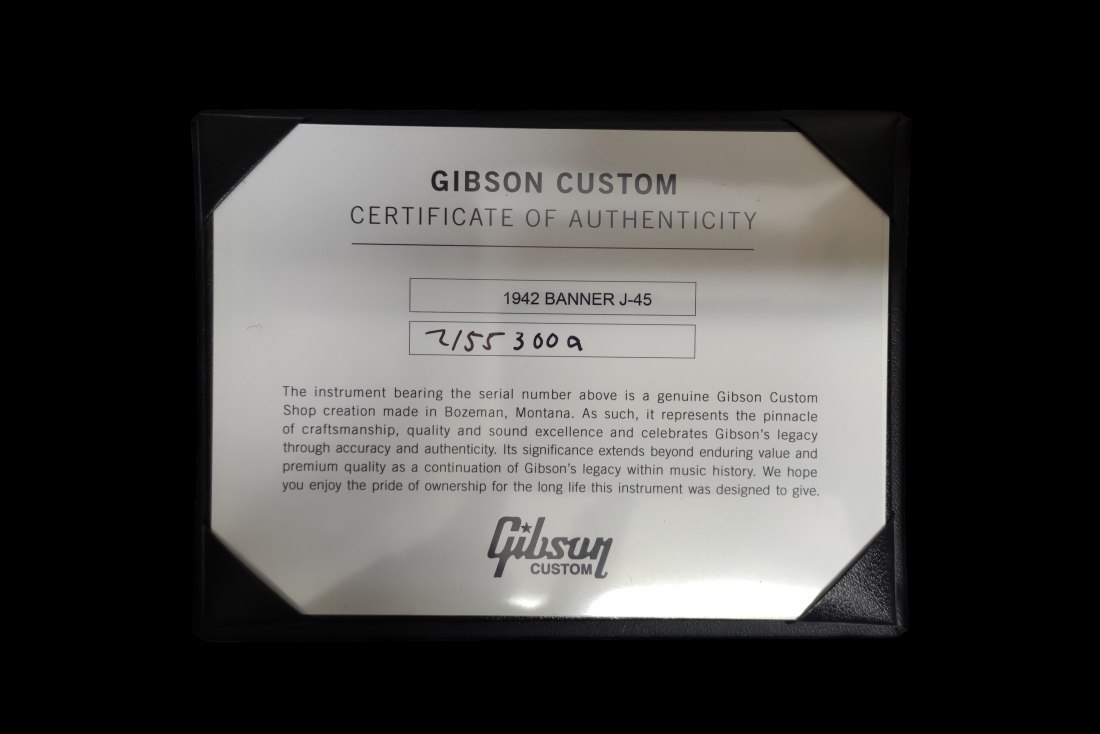 GIBSON CUSTOM
CERTIFICATE OF AUTHENTICITY
1942 BANNER J-45
21553009
The instrument bearing the serial number above is a genuine Gibson Custom
Shop creation made in Bozeman, Montana. As such, it represents the pinnacle
of craftsmanship, quality and sound excellence and celebrates Gibson's legacy
through accuracy and authenticity. Its significance extends beyond enduring value and
premium quality as a continuation of Gibson's legacy within music history. We hope
you enjoy the pride of ownership for the long life this instrument was designed to give.
Gibson
CUSTOM